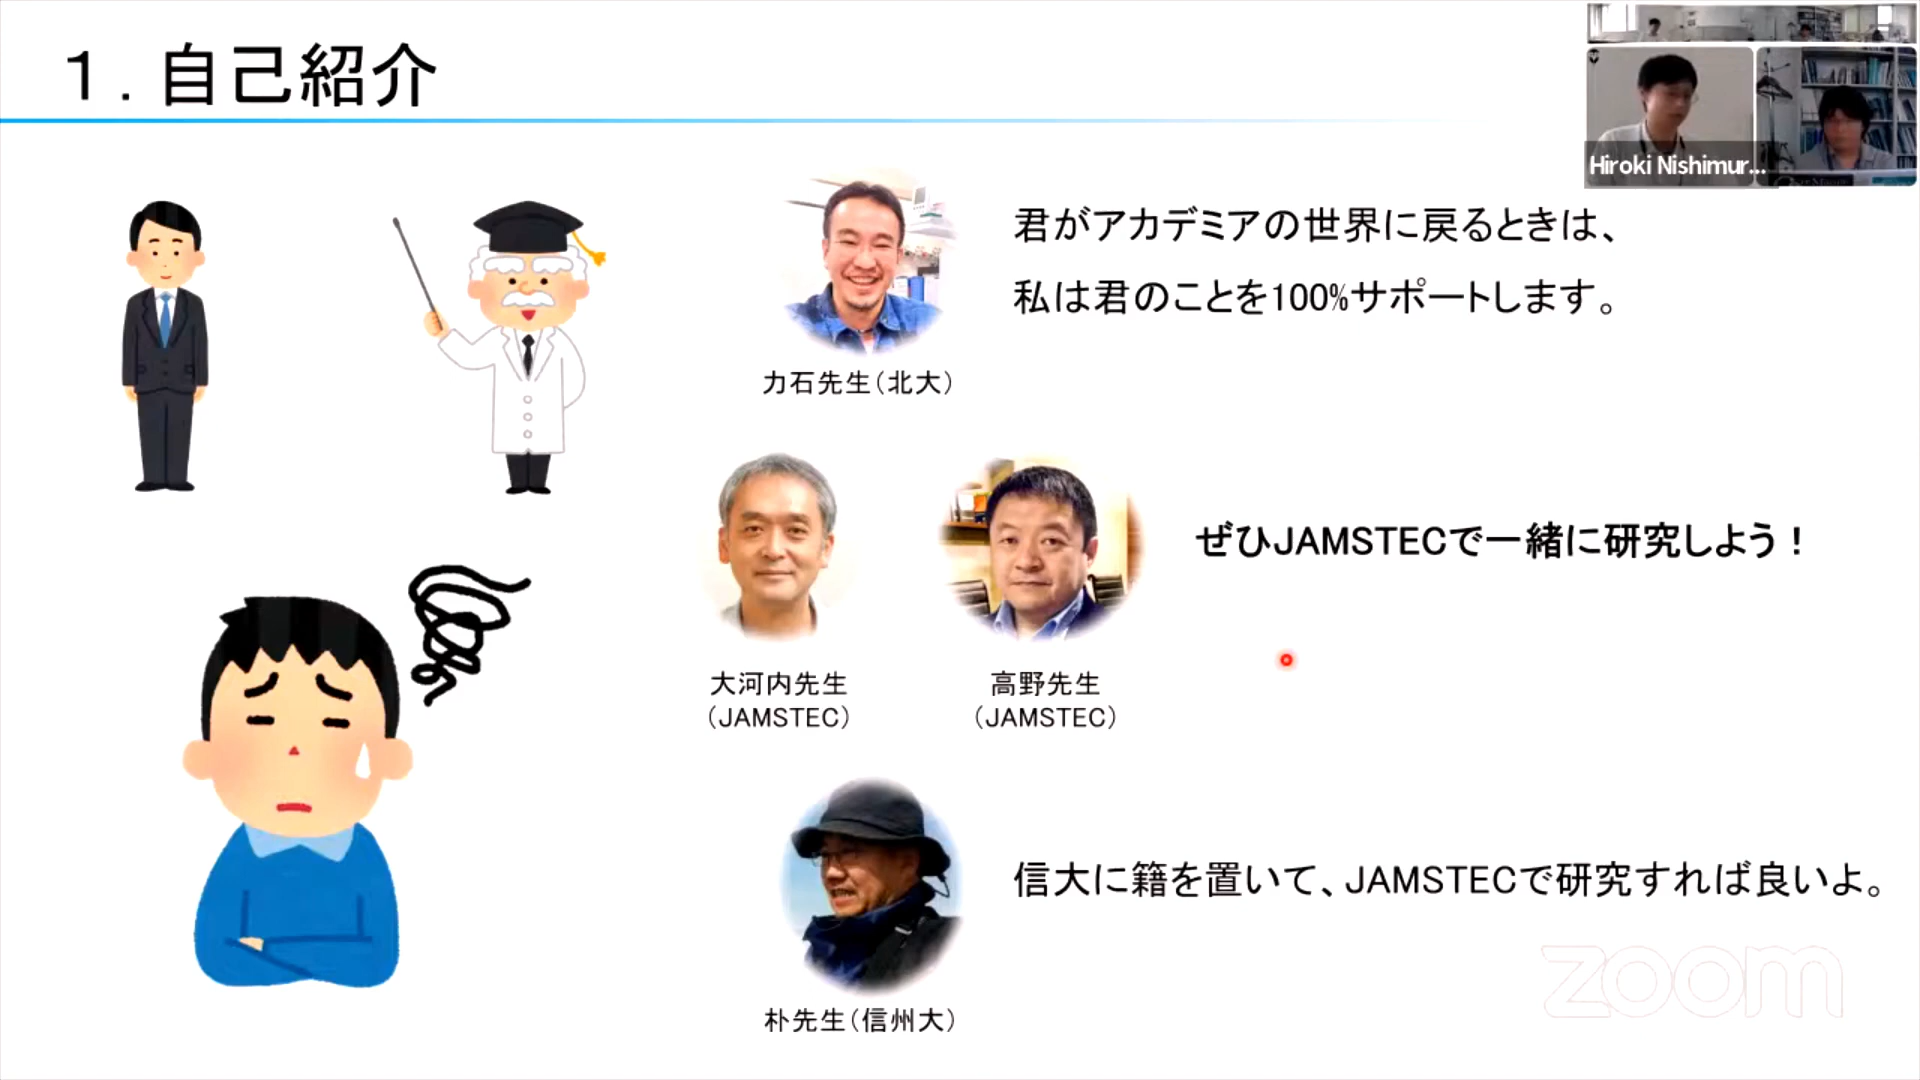 1．自己紹介
Hiroki Nishimur...
君がアカデミアの世界に戻るときは、
私は君のことを100%サポートします。
力石先生（北大）
ぜひJAMSTECで一緒に研究しよう！
大河内先生
（JAMSTEC）
高野先生
（JAMSTEC）
信大に籍を置いて、JAMSTECで研究すれば良いよ。
朴先生（信州大）
zoom